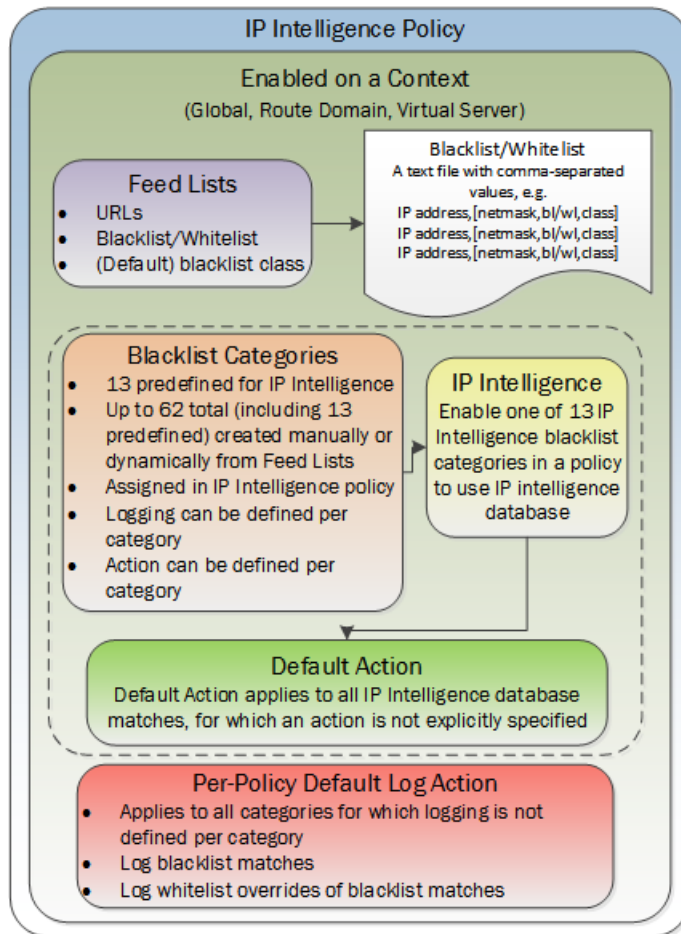 IP Intelligence Policy
Enabled on a Context
(Global, Route Domain, Virtual Server)
Feed Lists
• URLs
• Blacklist/Whitelist
• (Default) blacklist class
Blacklist/Whitelist
A text file with comma-separated
values, e.g.
IP address,[netmask,bl/wl,class]
IP address,[netmask,bl/wl,class]
IP address,[netmask,bl/wl,class]
Blacklist Categories
• 13 predefined for IP Intelligence
• Up to 62 total (including 13
predefined) created manually or
dynamically from Feed Lists
• Assigned in IP Intelligence policy
• Logging can be defined per
category
• Action can be defined per
category
IP Intelligence
Enable one of 13 IP
Intelligence blacklist
categories in a policy
to use IP intelligence
database
Default Action
Default Action applies to all IP Intelligence database
matches, for which an action is not explicitly specified
Per-Policy Default Log Action
• Applies to all categories for which logging is not
defined per category
• Log blacklist matches
• Log whitelist overrides of blacklist matches